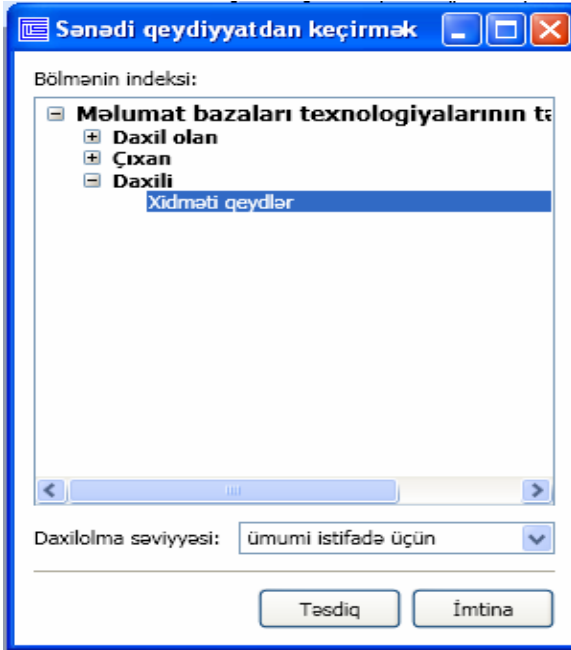 Sənədi qeydiyyatdan keçirmək
Bölmənin indeksi:
Məlumat bazaları texnologiyalarının
Daxil olan
Çıxan
Daxili
Xidməti qeydlər
Daxilolma səviyyəsi: ümumi istifadə üçün
Təsdiq İmtina